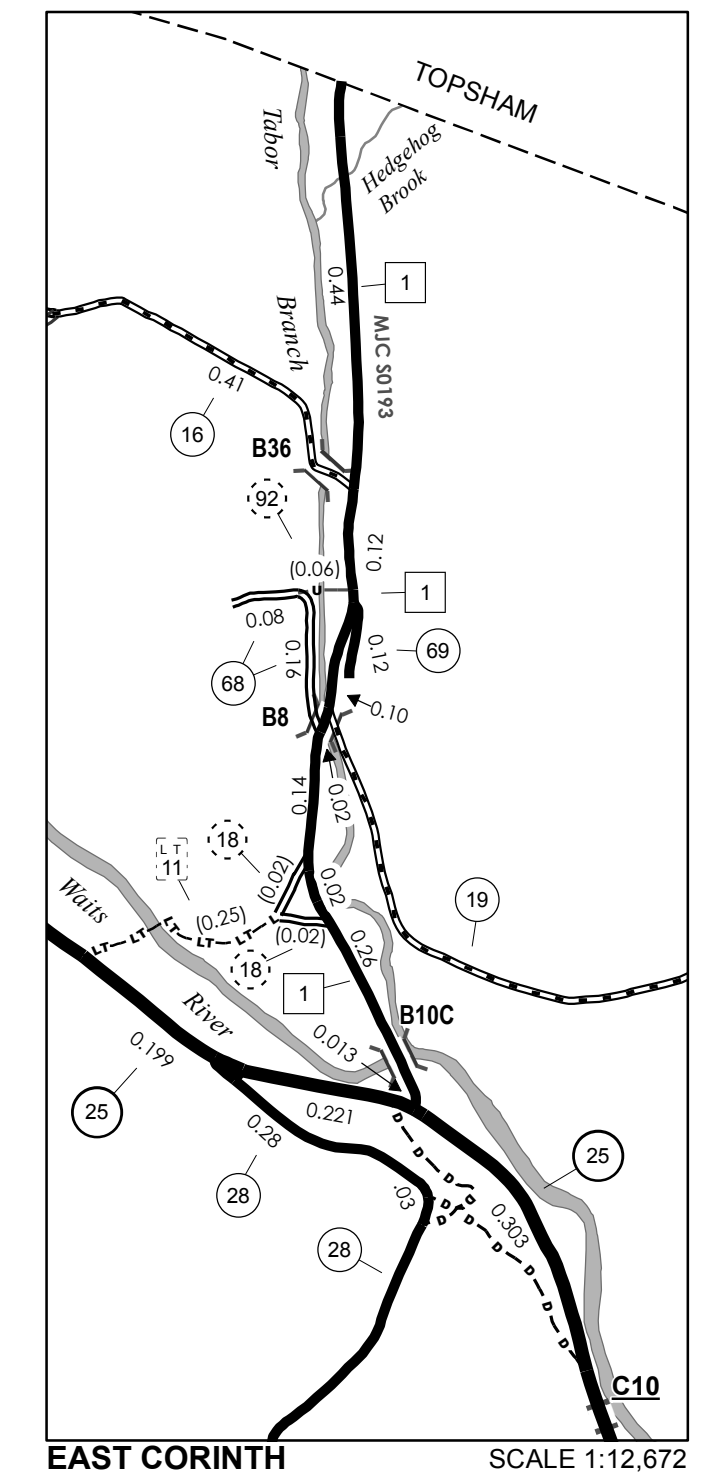 TOPSHAM
Tabor
Hedgehog
Brook
0.44
1
Branch
MJC S0193
0.41
16
B36
92
0.12
(0.06)
U
1
0.08
0.16
0.12
69
68
B8
0.10
0.14
0.02
18
L T
11
(0.02)
0.02
Waits
(0.25)
LT
LT
LT
LT
LT
L
(0.02)
19
18
0.26
1
River
B10C
0.013
0.199
25
0.221
0.28
D
D
D
D
25
28
.03
D
D
D
D
D
D
D
D
0.303
28
C10
EAST CORINTH
SCALE 1:12,672